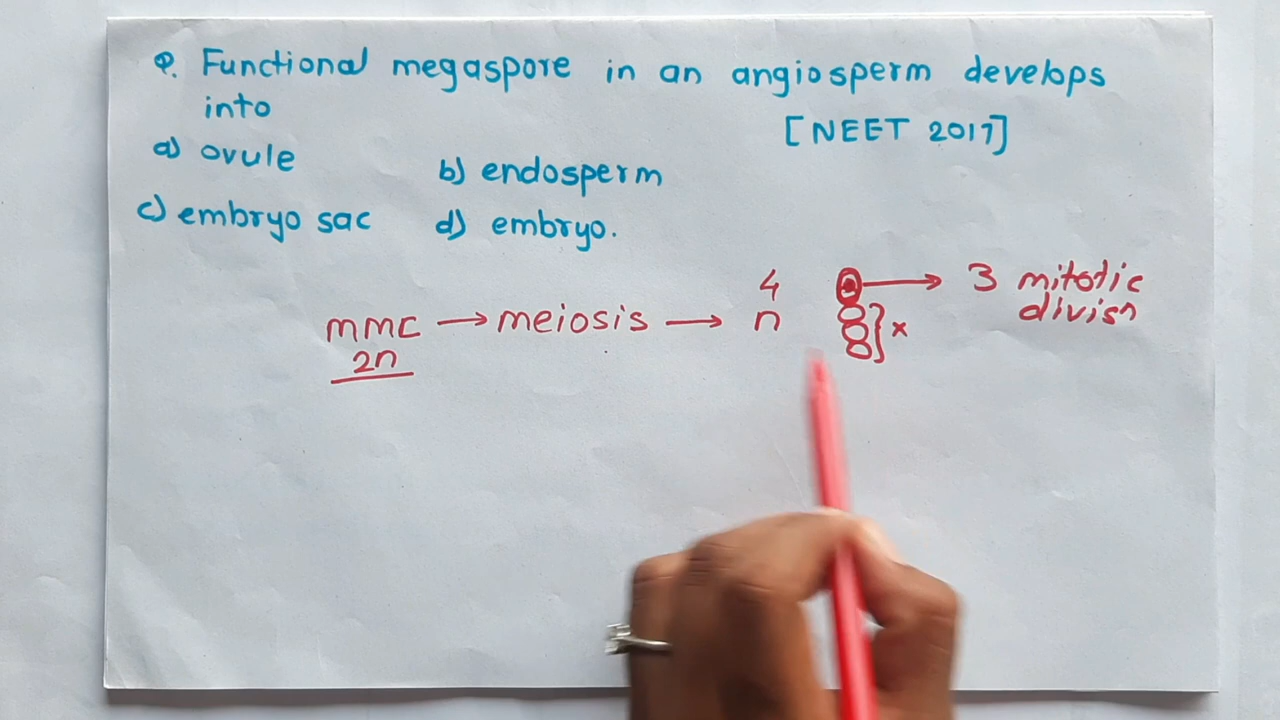 Q. Functional megaspore in an angiosperm develops
into
[NEET 2017]
a) ovule
b) endosperm
c) embryo sac
d) embryo.
MMC → meiosis → 4 n
2n
→ 3 mitotic
divisn
} x